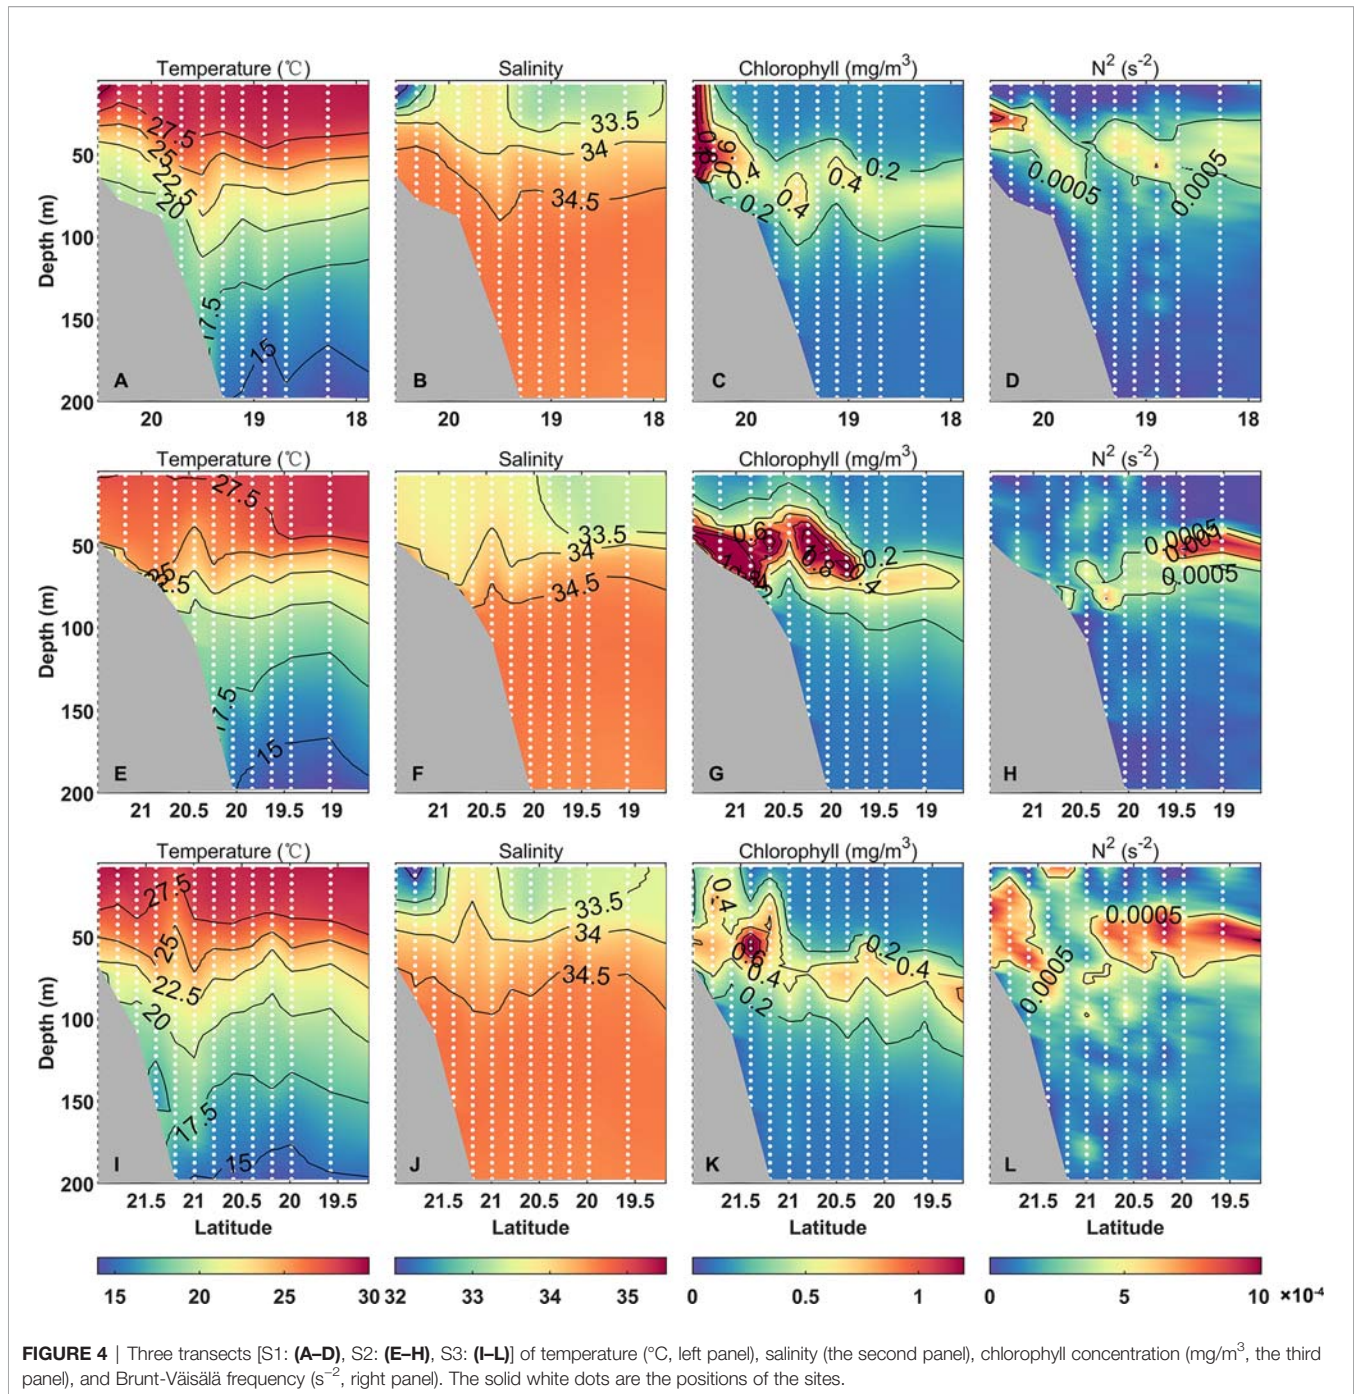 Temperature (℃) Salinity Chlorophyll (mg/m³) N² (s⁻²)
Depth (m)
50
100
150
200
27.5
25
22.5
20
17.5
15
A
20 19 18
33.5
34
34.5
B
20 19 18
0.6
0.8
0.4
0.2
0.4
0.4
0.2
C
20 19 18
0.0005
0.0005
D
20 19 18
Temperature (℃) Salinity Chlorophyll (mg/m³) N² (s⁻²)
Depth (m)
50
100
150
200
27.5
25
22.5
17.5
15
E
21 20.5 20 19.5 19
33.5
34
34.5
F
21 20.5 20 19.5 19
0.6
0.2
0.8
0.4
G
21 20.5 20 19.5 19
0.0005
0.001
0.0005
H
21 20.5 20 19.5 19
Temperature (℃) Salinity Chlorophyll (mg/m³) N² (s⁻²)
Depth (m)
50
100
150
200
27.5
25
22.5
20
17.5
15
I
21.5 21 20.5 20 19.5
Latitude
33.5
34
34.5
J
21.5 21 20.5 20 19.5
Latitude
0.4
0.6
0.4
0.2
0.2
0.4
K
21.5 21 20.5 20 19.5
Latitude
0.0005
0.0005
L
21.5 21 20.5 20 19.5
Latitude
15 20 25 30
32 33 34 35
0 0.5 1
0 5 10 ×10⁻⁴
FIGURE 4 | Three transects [S1: (A–D), S2: (E–H), S3: (I–L)] of temperature (°C, left panel), salinity (the second panel), chlorophyll concentration (mg/m³, the third
panel), and Brunt-Väisälä frequency (s⁻², right panel). The solid white dots are the positions of the sites.